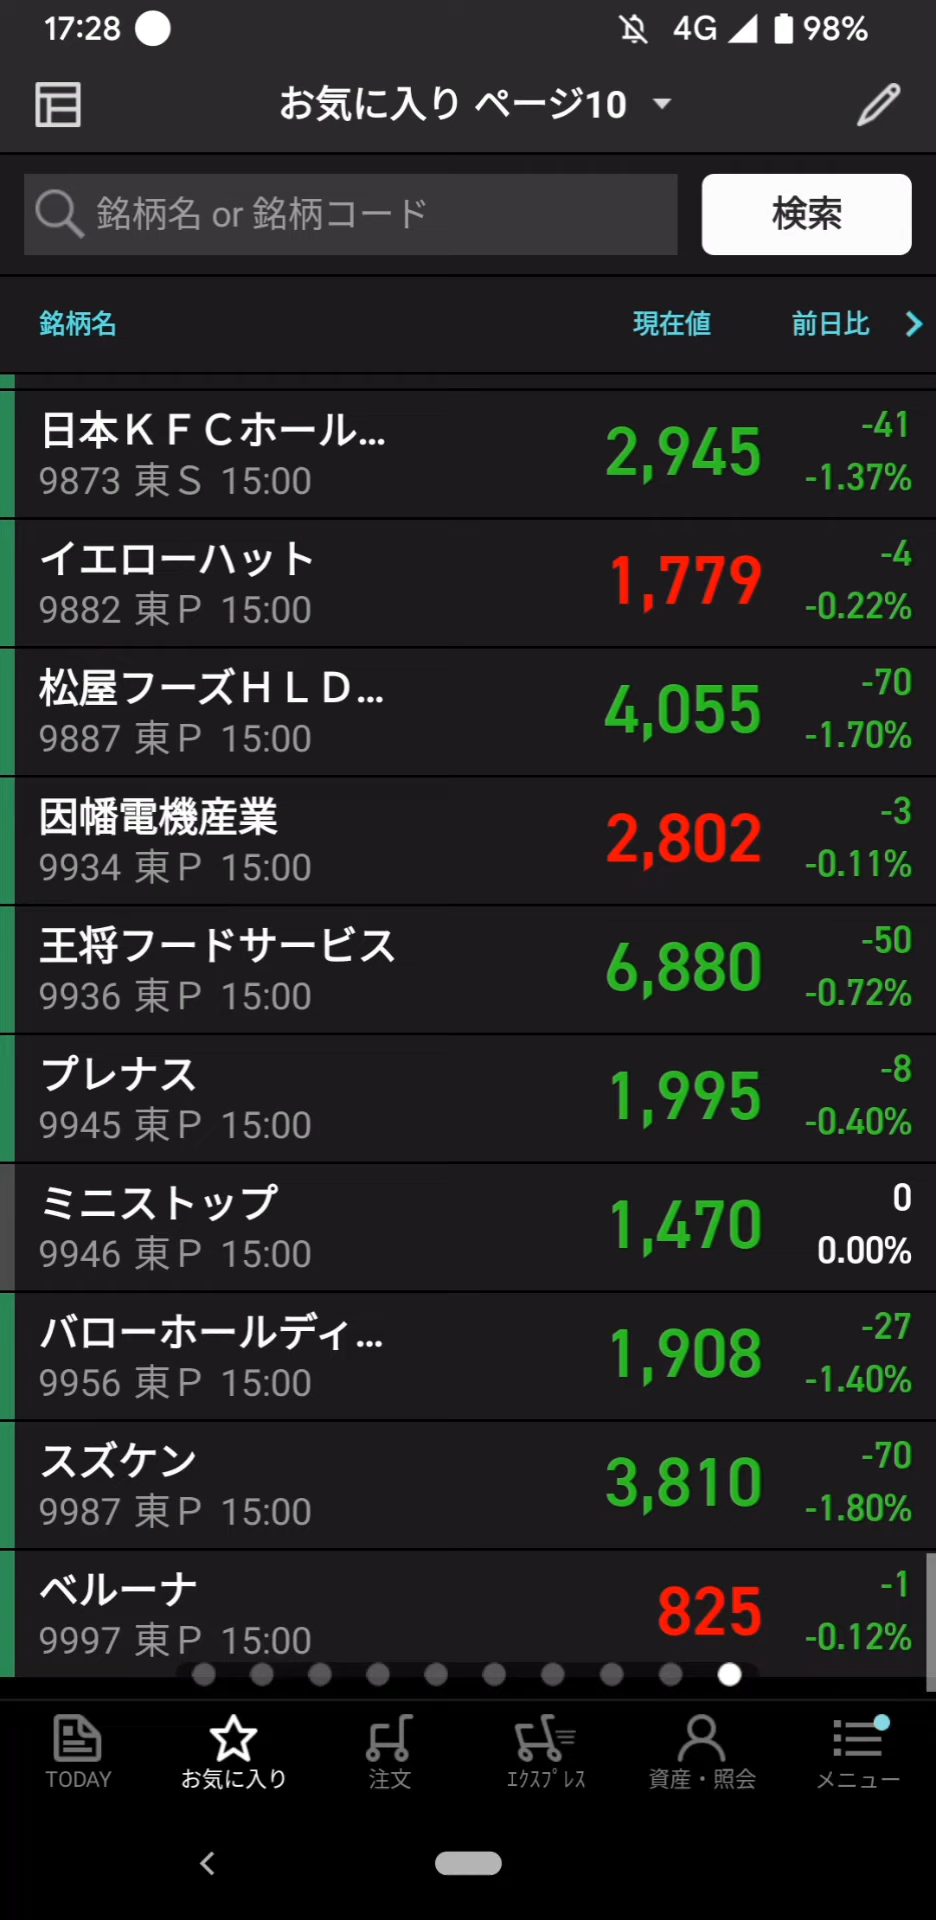 17:28 4G 98%
お気に入り ページ10
銘柄名 or 銘柄コード 検索
銘柄名 現在値 前日比
日本ＫＦＣホール... 2,945 -41
9873 東Ｓ 15:00 -1.37%
イエローハット 1,779 -4
9882 東Ｐ 15:00 -0.22%
松屋フーズＨＬＤ... 4,055 -70
9887 東Ｐ 15:00 -1.70%
因幡電機産業 2,802 -3
9934 東Ｐ 15:00 -0.11%
王将フードサービス 6,880 -50
9936 東Ｐ 15:00 -0.72%
プレナス 1,995 -8
9945 東Ｐ 15:00 -0.40%
ミニストップ 1,470 0
9946 東Ｐ 15:00 0.00%
バローホールディ... 1,908 -27
9956 東Ｐ 15:00 -1.40%
スズケン 3,810 -70
9987 東Ｐ 15:00 -1.80%
ベルーナ 825 -1
9997 東Ｐ 15:00 -0.12%
TODAY お気に入り 注文 ｴｸｽﾌﾟﾚｽ 資産・照会 メニュー